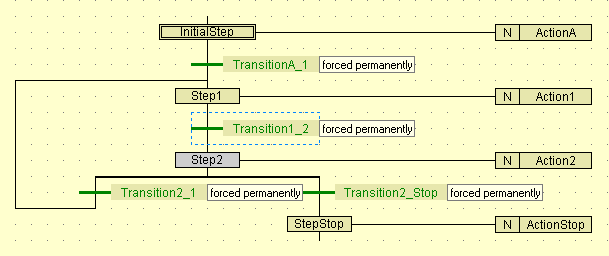 InitialStep N ActionA
TransitionA_1 forced permanently
Step1 N Action1
Transition1_2 forced permanently
Step2 N Action2
Transition2_1 forced permanently Transition2_Stop forced permanently
StepStop N ActionStop